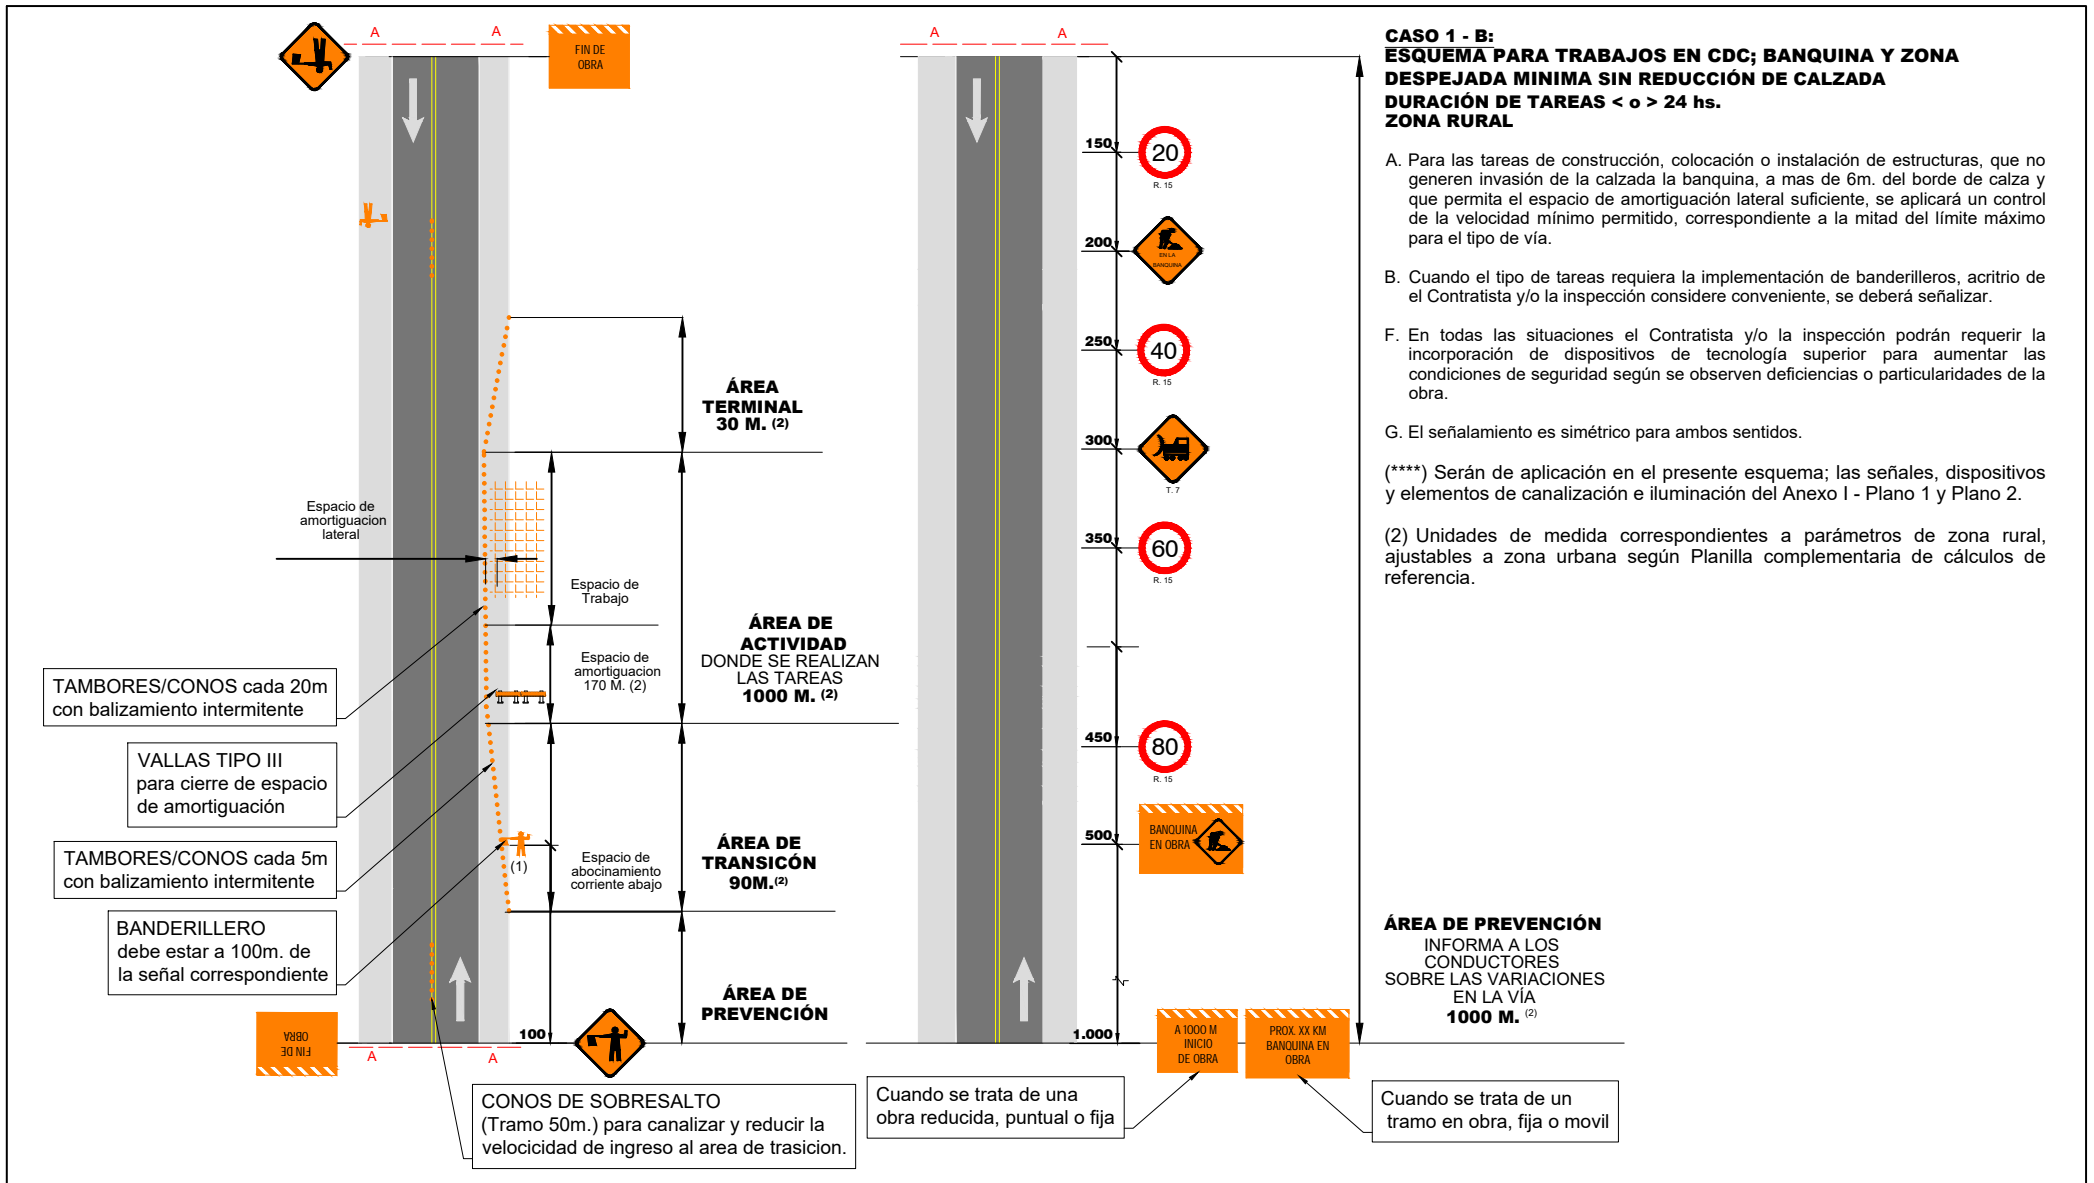 A
A
FIN DE
OBRA
ÁREA
TERMINAL
30 M. (2)
Espacio de
amortiguacion
lateral
Espacio de
Trabajo
ÁREA DE
ACTIVIDAD
DONDE SE REALIZAN
LAS TAREAS
1000 M. (2)
Espacio de
amortiguacion
170 M. (2)
TAMBORES/CONOS cada 20m
con balizamiento intermitente
VALLAS TIPO III
para cierre de espacio
de amortiguación
TAMBORES/CONOS cada 5m
con balizamiento intermitente
BANDERILLERO
debe estar a 100m. de
la señal correspondiente
(1)
Espacio de
abocinamiento
corriente abajo
ÁREA DE
TRANSICÓN
90M.(2)
ÁREA DE
PREVENCIÓN
100
FIN DE
OBRA
A
A
CONOS DE SOBRESALTO
(Tramo 50m.) para canalizar y reducir la
velocicidad de ingreso al area de trasicion.
A
A
150
20
R. 15
200
EN LA
BANQUINA
250
40
R. 15
300
T. 7
350
60
R. 15
450
80
R. 15
500
BANQUINA
EN OBRA
1.000
A 1000 M
INICIO
DE OBRA
PROX. XX KM
BANQUINA EN
OBRA
Cuando se trata de una
obra reducida, puntual o fija
Cuando se trata de un
tramo en obra, fija o movil
ÁREA DE PREVENCIÓN
INFORMA A LOS
CONDUCTORES
SOBRE LAS VARIACIONES
EN LA VÍA
1000 M. (2)
CASO 1 - B:
ESQUEMA PARA TRABAJOS EN CDC; BANQUINA Y ZONA
DESPEJADA MINIMA SIN REDUCCIÓN DE CALZADA
DURACIÓN DE TAREAS < o > 24 hs.
ZONA RURAL
A. Para las tareas de construcción, colocación o instalación de estructuras, que no
generen invasión de la calzada la banquina, a mas de 6m. del borde de calza y
que permita el espacio de amortiguación lateral suficiente, se aplicará un control
de la velocidad mínimo permitido, correspondiente a la mitad del límite máximo
para el tipo de vía.
B. Cuando el tipo de tareas requiera la implementación de banderilleros, acritrio de
el Contratista y/o la inspección considere conveniente, se deberá señalizar.
F. En todas las situaciones el Contratista y/o la inspección podrán requerir la
incorporación de dispositivos de tecnología superior para aumentar las
condiciones de seguridad según se observen deficiencias o particularidades de la
obra.
G. El señalamiento es simétrico para ambos sentidos.
(****) Serán de aplicación en el presente esquema; las señales, dispositivos
y elementos de canalización e iluminación del Anexo I - Plano 1 y Plano 2.
(2) Unidades de medida correspondientes a parámetros de zona rural,
ajustables a zona urbana según Planilla complementaria de cálculos de
referencia.